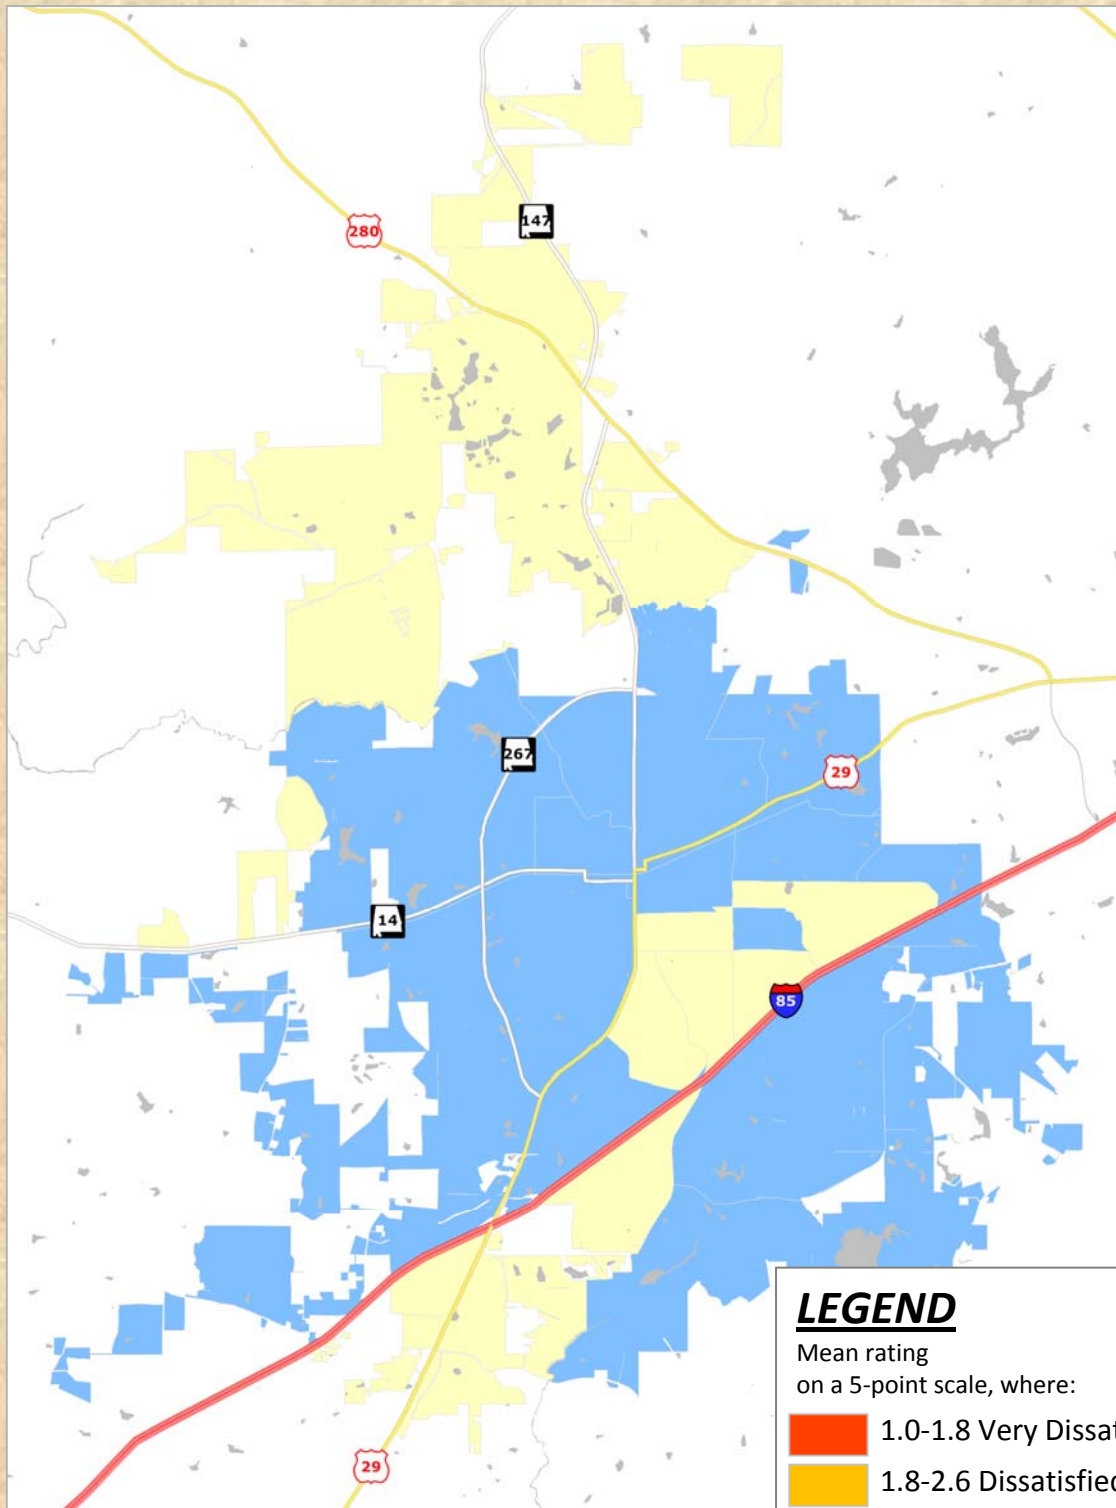 147
280
267
29
14
85
29
LEGEND
Mean rating
on a 5-point scale, where:
1.0-1.8 Very Dissat
1.8-2.6 Dissatisfied